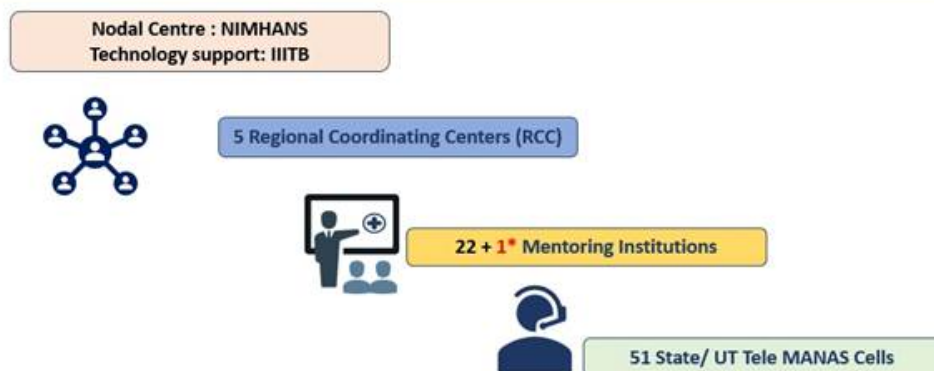 Nodal Centre : NIMHANS
Technology support: IIITB
5 Regional Coordinating Centers (RCC)
22 + 1* Mentoring Institutions
51 State/ UT Tele MANAS Cells